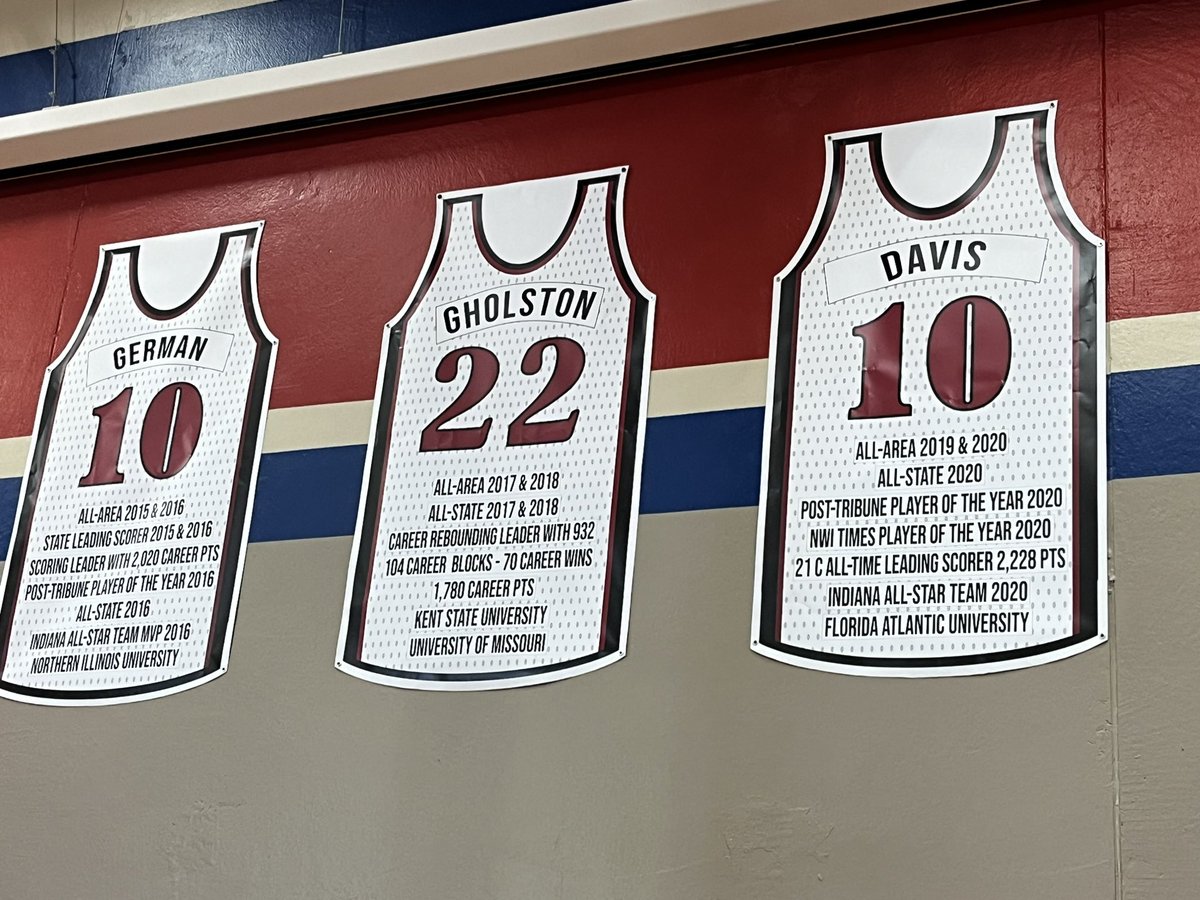 GERMAN
10
ALL-AREA 2015 & 2016
STATE LEADING SCORER 2015 & 2016
SCORING LEADER WITH 2,020 CAREER PTS
POST-TRIBUNE PLAYER OF THE YEAR 2016
ALL-STATE 2016
INDIANA ALL-STAR TEAM MVP 2016
NORTHERN ILLINOIS UNIVERSITY
GHOLSTON
22
ALL-AREA 2017 & 2018
ALL-STATE 2017 & 2018
CAREER REBOUNDING LEADER WITH 932
104 CAREER BLOCKS - 70 CAREER WINS
1,780 CAREER PTS
KENT STATE UNIVERSITY
UNIVERSITY OF MISSOURI
DAVIS
10
ALL-AREA 2019 & 2020
ALL-STATE 2020
POST-TRIBUNE PLAYER OF THE YEAR 2020
NWI TIMES PLAYER OF THE YEAR 2020
21 C ALL-TIME LEADING SCORER 2,228 PTS
INDIANA ALL-STAR TEAM 2020
FLORIDA ATLANTIC UNIVERSITY